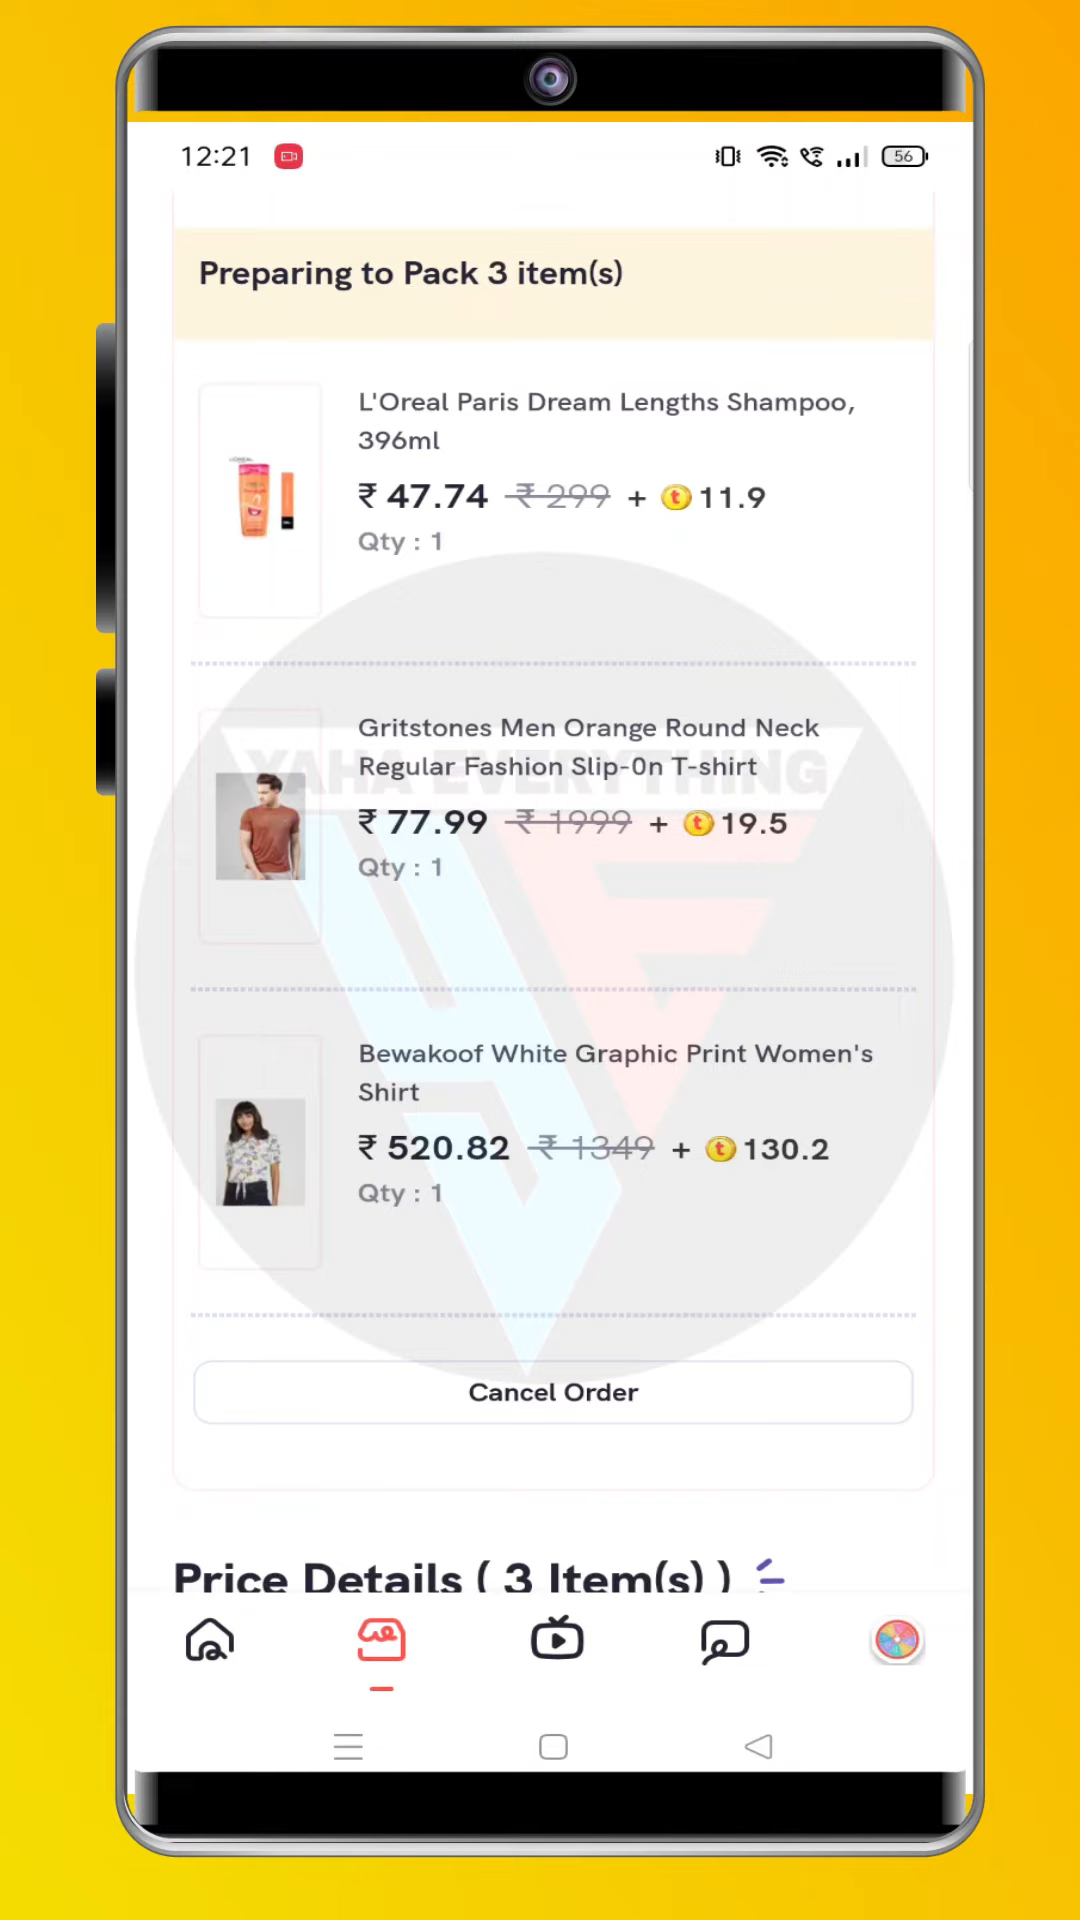 12:21
56
Preparing to Pack 3 item(s)
L'Oreal Paris Dream Lengths Shampoo,
396ml
₹ 47.74 ₹ 299 + t 11.9
Qty : 1
Gritstones Men Orange Round Neck
YAHA EVERYTHING
Regular Fashion Slip-0n T-shirt
₹ 77.99 ₹ 1999 + t 19.5
Qty : 1
Bewakoof White Graphic Print Women's
Shirt
₹ 520.82 ₹ 1349 + t 130.2
Qty : 1
Cancel Order
Price Details ( 3 Item(s) )